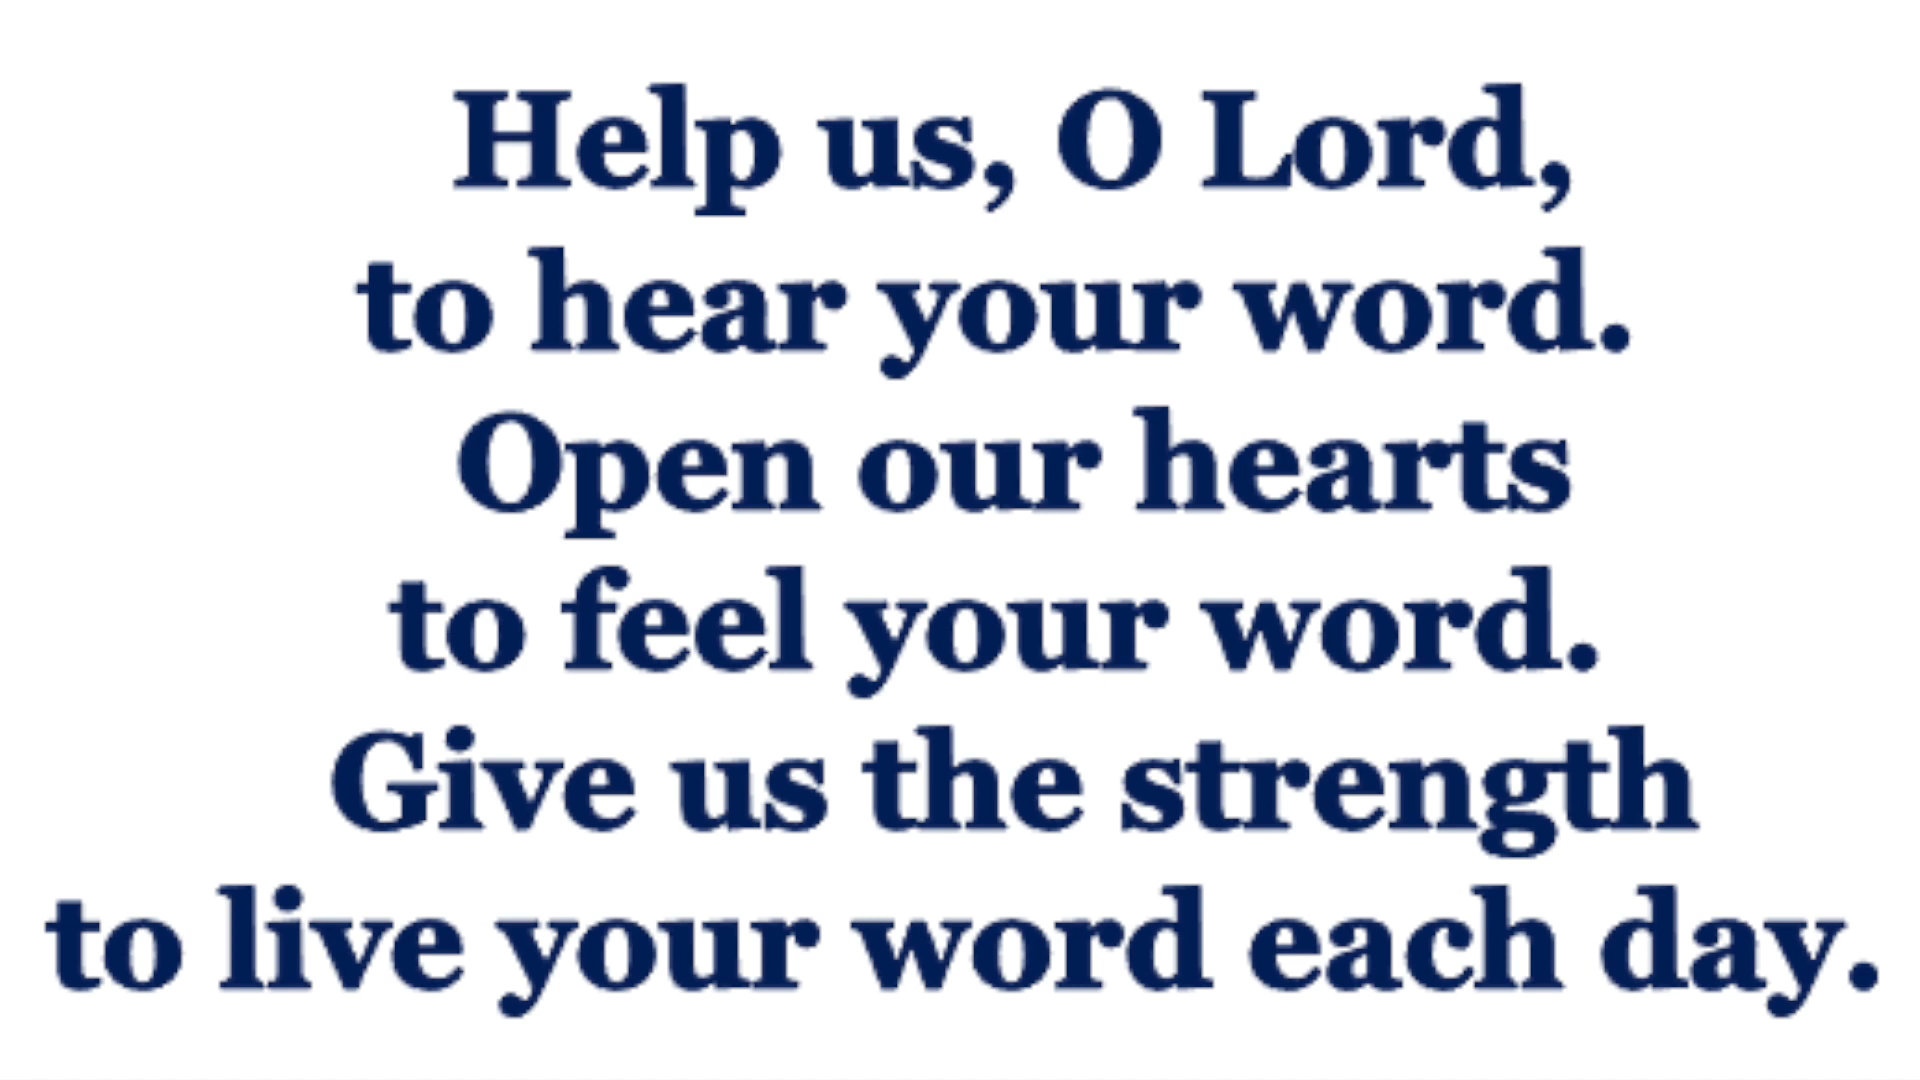 Help us, O Lord,
to hear your word.
Open our hearts
to feel your word.
Give us the strength
to live your word each day.